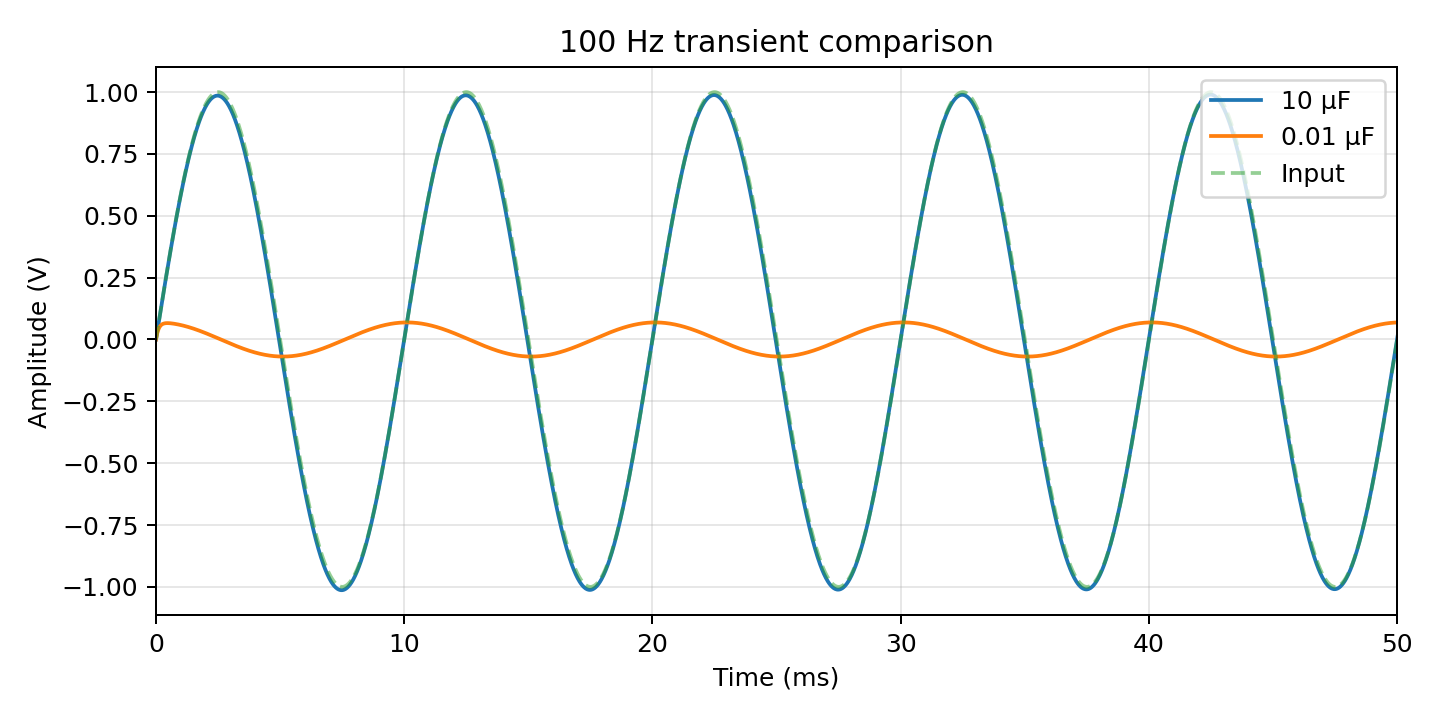 100 Hz transient comparison
10 µF
0.01 µF
Input
Amplitude (V)
1.00
0.75
0.50
0.25
0.00
−0.25
−0.50
−0.75
−1.00
0 10 20 30 40 50
Time (ms)